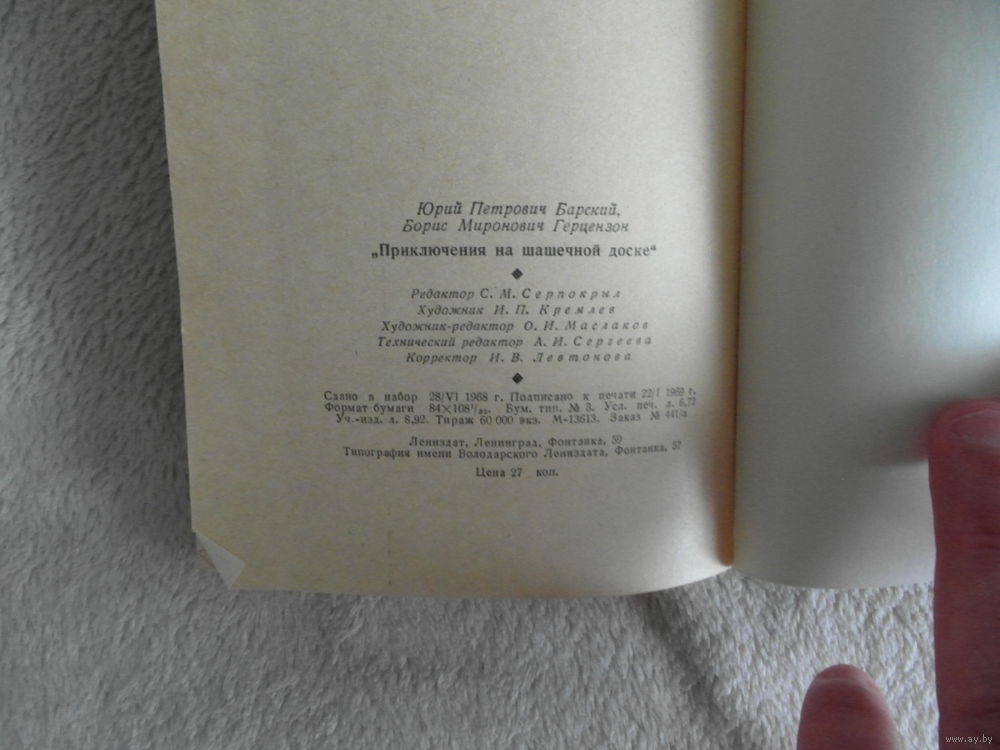 Юрий Петрович Барский,
Борис Миронович Герцензон
„Приключения на шашечной доске“
Редактор С. М. Серпокрыл
Художник И. П. Кремлев
Художник-редактор О. И. Маслаков
Технический редактор А. И. Сергеева
Корректор И. В. Левтонова
Сдано в набор 28/VI 1968 г. Подписано к печати 22/I 1969 г.
Формат бумаги 84×108¹/₃₂. Бум. тип. № 3. Усл. печ. л. 6,72
Уч.-изд. л. 8,92. Тираж 60 000 экз. М-13613. Заказ № 441/л
Лениздат, Ленинград, Фонтанка, 59
Типография имени Володарского Лениздата, Фонтанка, 57
Цена 27 коп.
www.ay.by